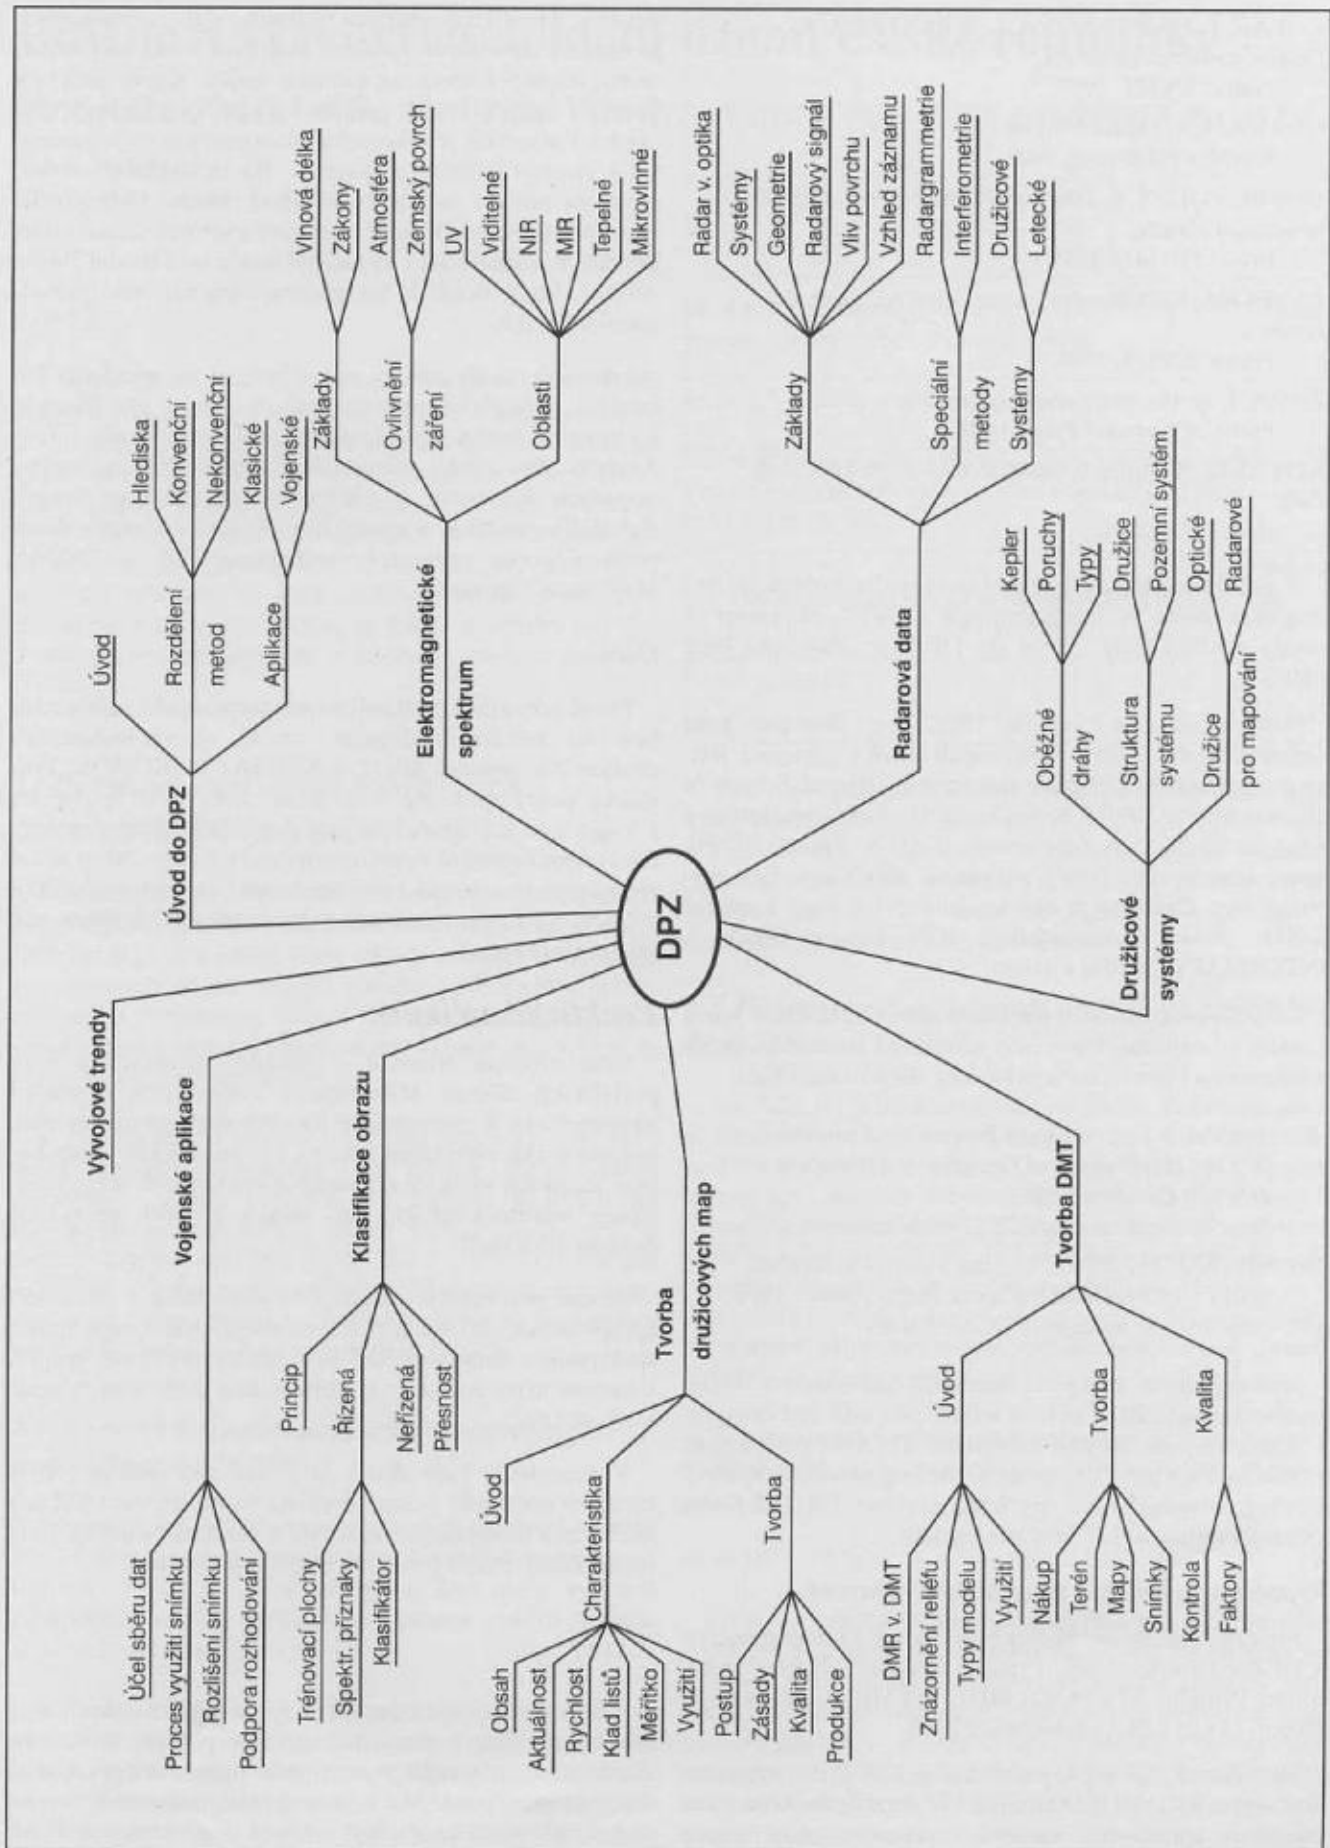 DPZ
Úvod do DPZ
Úvod
Rozdělení
metod
Hlediska
Konvenční
Nekonvenční
Aplikace
Klasické
Vojenské
Elektromagnetické
spektrum
Základy
Vlnová délka
Zákony
Ovlivnění
záření
Atmosféra
Zemský povrch
Oblasti
UV
Viditelné
NIR
MIR
Tepelné
Mikrovlnné
Radarová data
Základy
Radar v. optika
Systémy
Geometrie
Radarový signál
Vliv povrchu
Vzhled záznamu
Speciální
metody
Radargrammetrie
Interferometrie
Systémy
Družicové
Letecké
Družicové
systémy
Oběžné
dráhy
Kepler
Poruchy
Typy
Struktura
systému
Družice
Pozemní systém
Družice
pro mapování
Optické
Radarové
Vývojové trendy
Vojenské aplikace
Účel sběru dat
Proces využití snímku
Rozlišení snímku
Podpora rozhodování
Klasifikace obrazu
Princip
Řízená
Trénovací plochy
Spektr. příznaky
Klasifikátor
Neřízená
Přesnost
Tvorba
družicových map
Úvod
Charakteristika
Obsah
Aktuálnost
Rychlost
Klad listů
Měřítko
Využití
Tvorba
Postup
Zásady
Kvalita
Produkce
Tvorba DMT
Úvod
DMR v. DMT
Znázornění reliéfu
Typy modelu
Využití
Tvorba
Nákup
Terén
Mapy
Snímky
Kvalita
Kontrola
Faktory